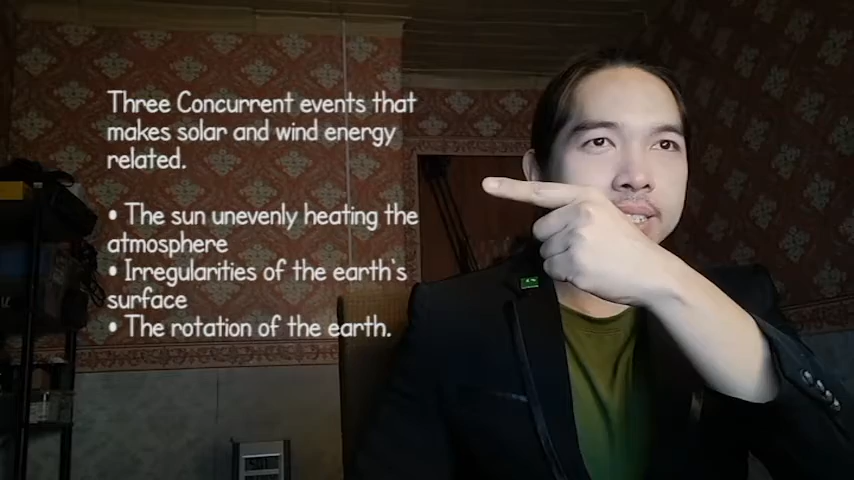 Three Concurrent events that
makes solar and wind energy
related.
• The sun unevenly heating the
atmosphere
• Irregularities of the earth's
surface
• The rotation of the earth.